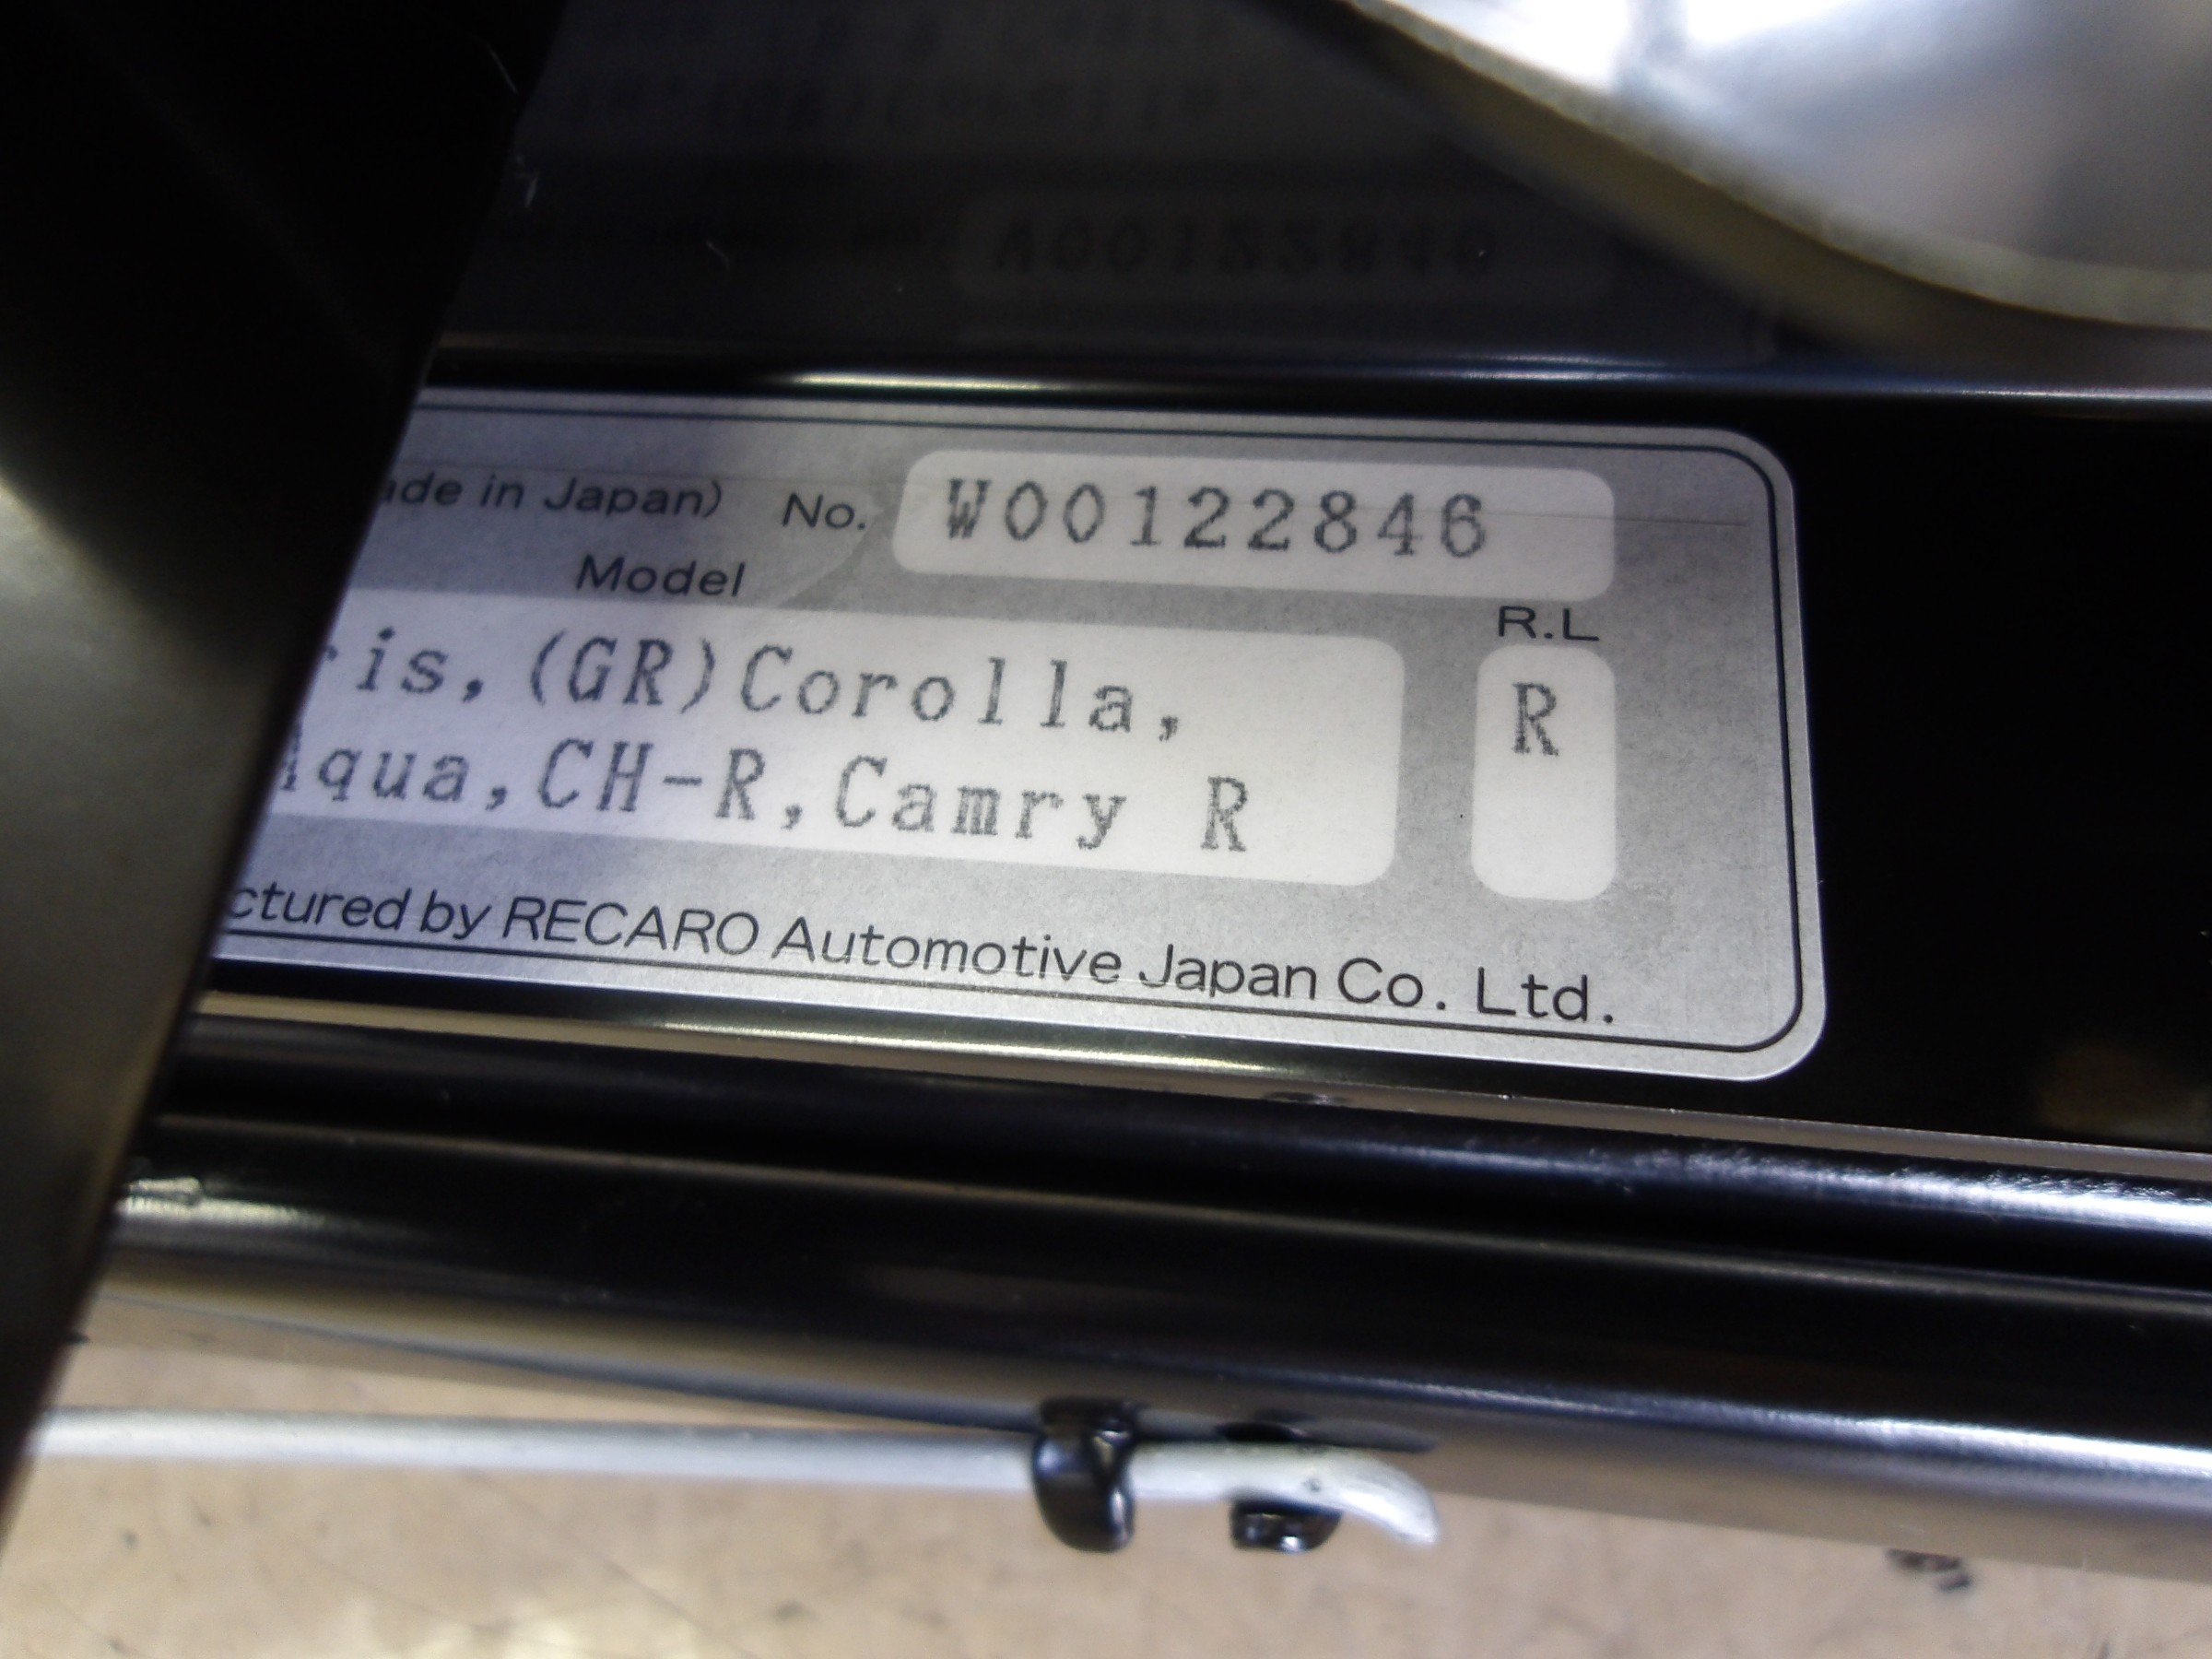 ade in Japan) No. W00122846
Model
R.L
ris,(GR)Corolla,
R
Aqua,CH-R,Camry R
ctured by RECARO Automotive Japan Co. Ltd.